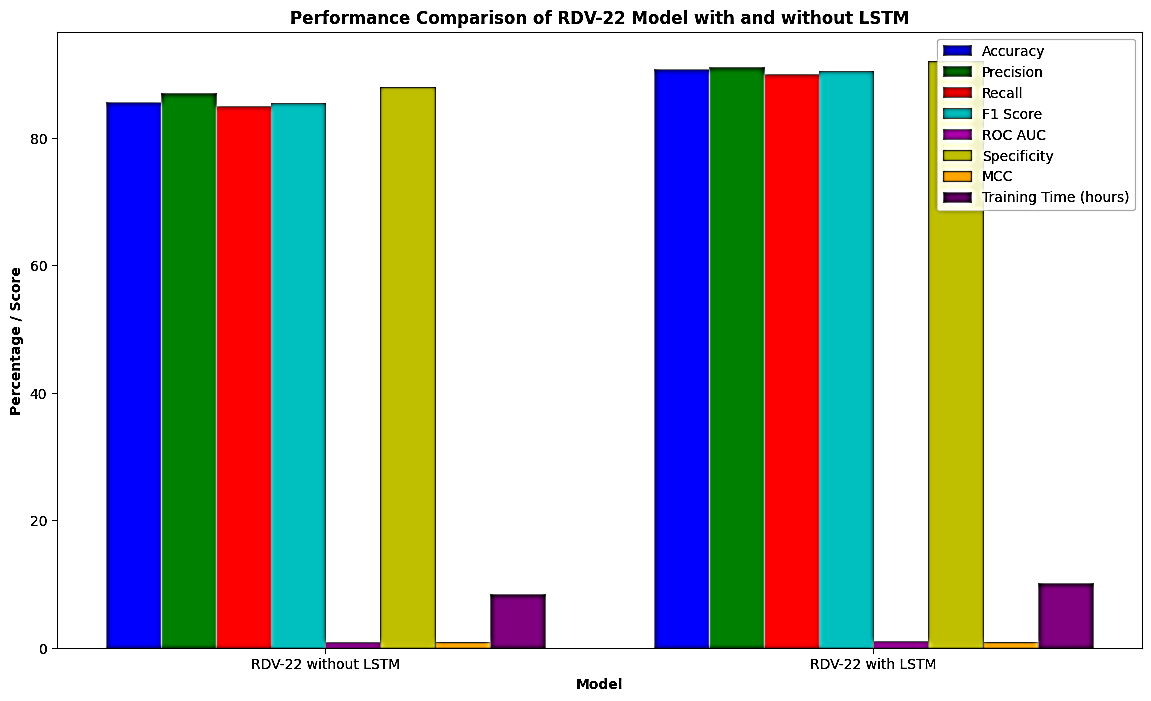 Performance Comparison of RDV-22 Model with and without LSTM
Accuracy
Precision
Recall
F1 Score
ROC AUC
Specificity
MCC
Training Time (hours)
Percentage / Score
80
60
40
20
0
RDV-22 without LSTM
RDV-22 with LSTM
Model